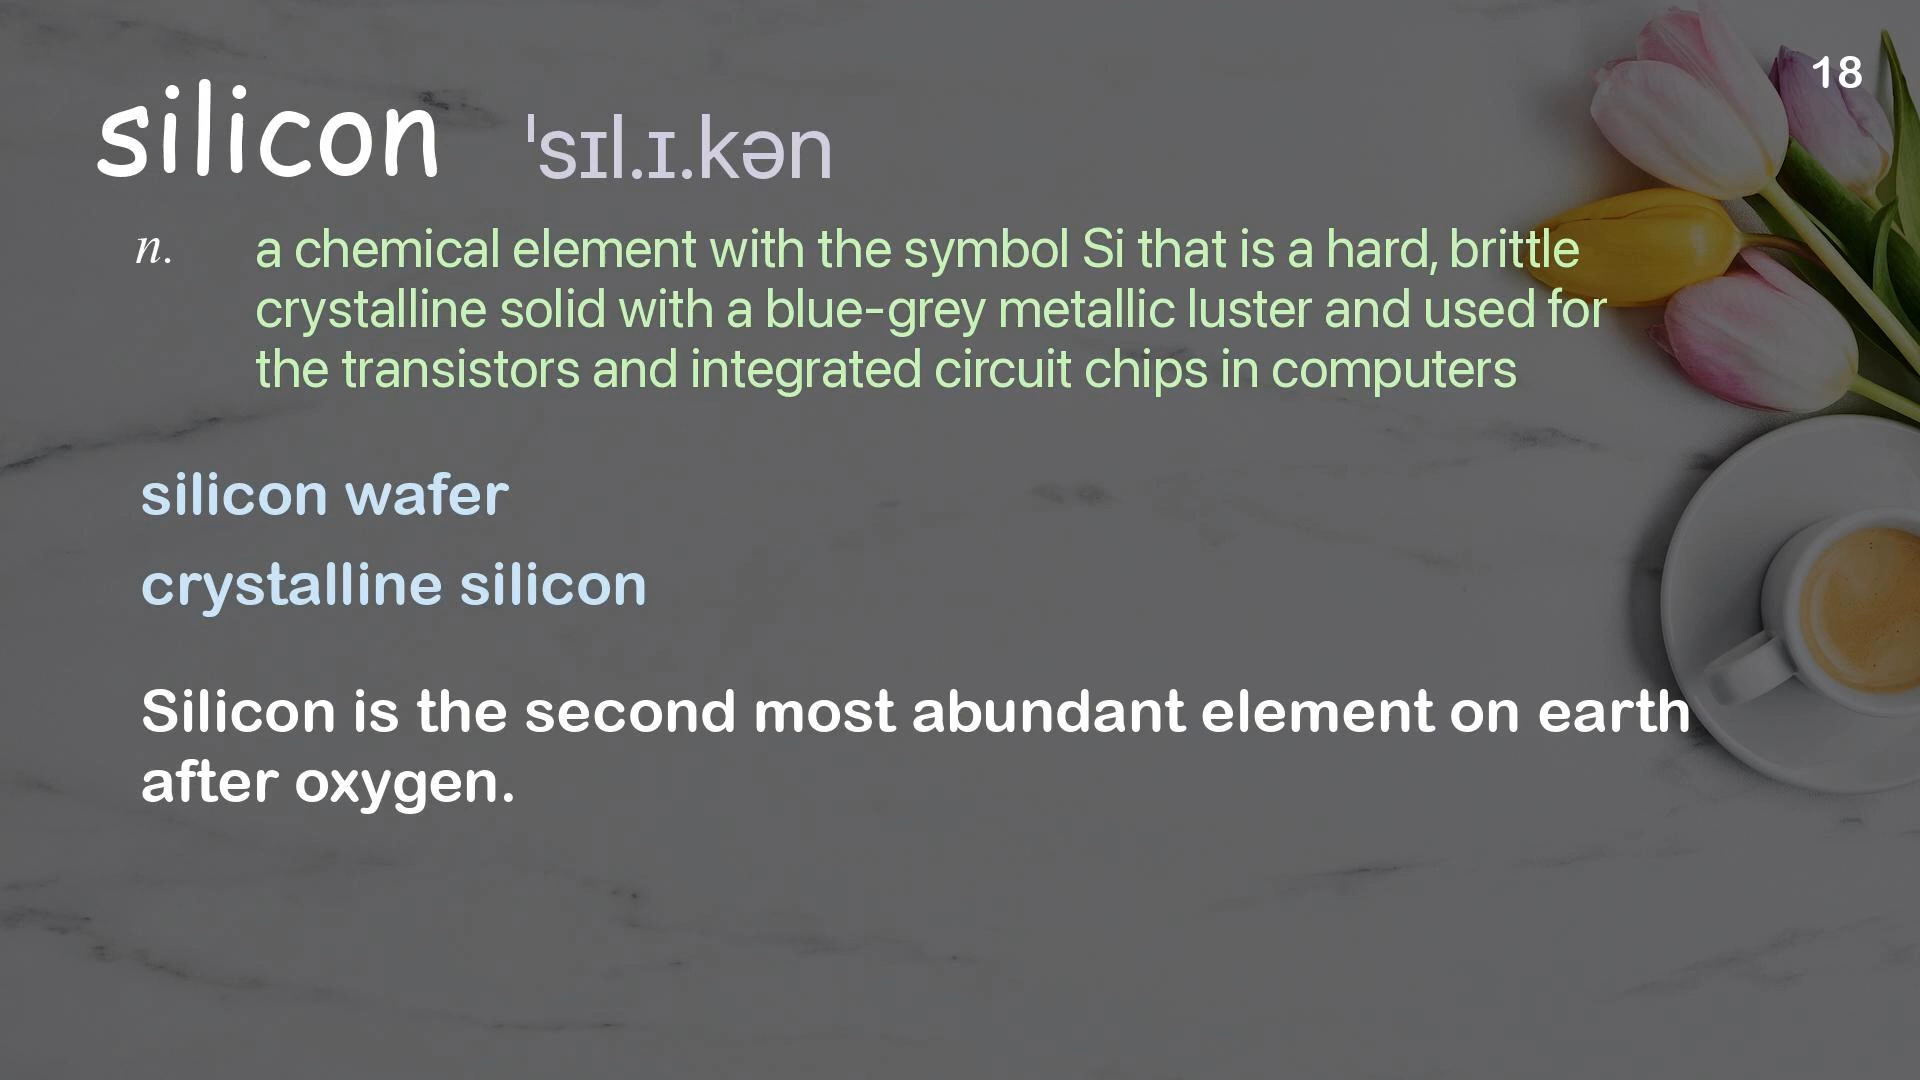 18
silicon ˈsɪl.ɪ.kən
n. a chemical element with the symbol Si that is a hard, brittle
crystalline solid with a blue-grey metallic luster and used for
the transistors and integrated circuit chips in computers
silicon wafer
crystalline silicon
Silicon is the second most abundant element on earth
after oxygen.